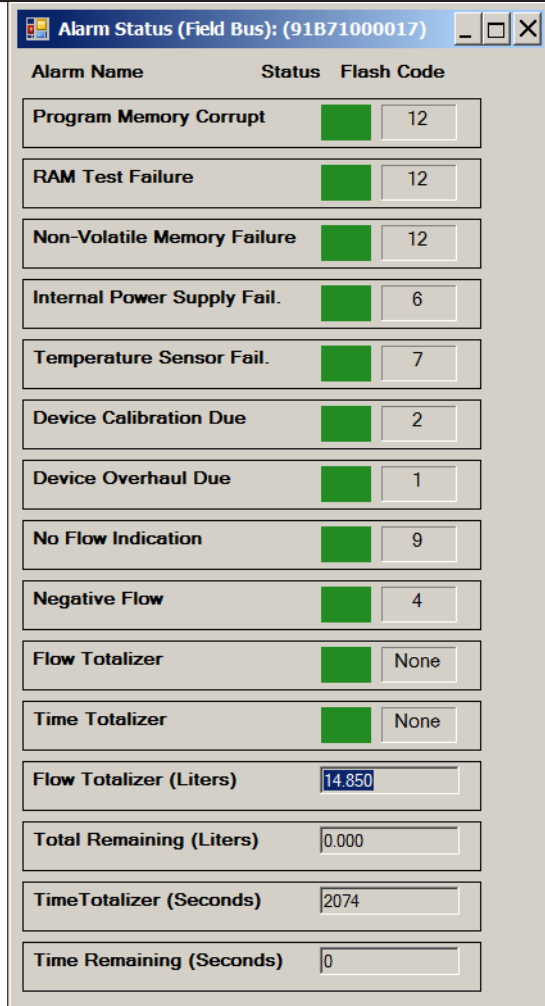 Alarm Status (Field Bus): (91B71000017)
Alarm Name Status Flash Code
Program Memory Corrupt 12
RAM Test Failure 12
Non-Volatile Memory Failure 12
Internal Power Supply Fail. 6
Temperature Sensor Fail. 7
Device Calibration Due 2
Device Overhaul Due 1
No Flow Indication 9
Negative Flow 4
Flow Totalizer None
Time Totalizer None
Flow Totalizer (Liters) 14.850
Total Remaining (Liters) 0.000
TimeTotalizer (Seconds) 2074
Time Remaining (Seconds) 0